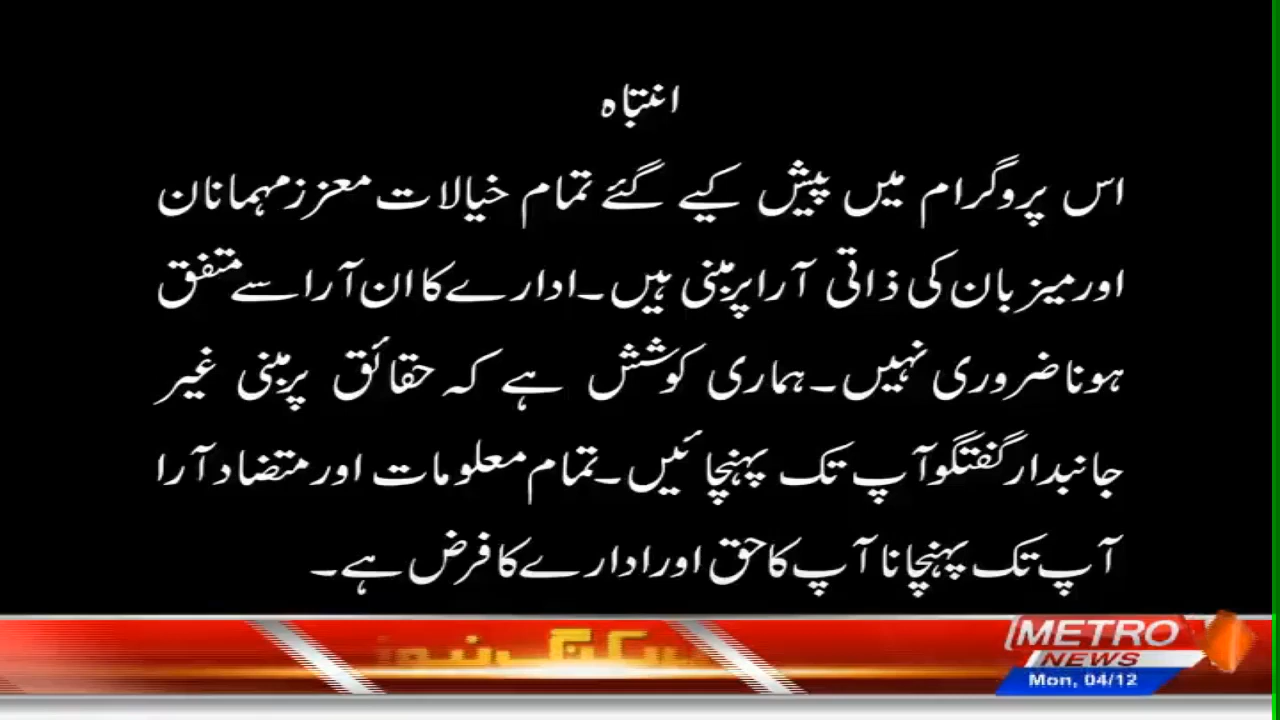 انتباہ
اس پروگرام میں پیش کیے گئے تمام خیالات معزز مہمانان
اور میزبان کی ذاتی آرا پر مبنی ہیں۔ ادارے کا ان آرا سے متفق
ہونا ضروری نہیں۔ ہماری کوشش ہے کہ حقائق پر مبنی غیر
جانبدار گفتگو آپ تک پہنچائیں۔ تمام معلومات اور متضاد آرا
آپ تک پہنچانا آپ کا حق اور ادارے کا فرض ہے۔
METRO
NEWS
Mon, 04/12